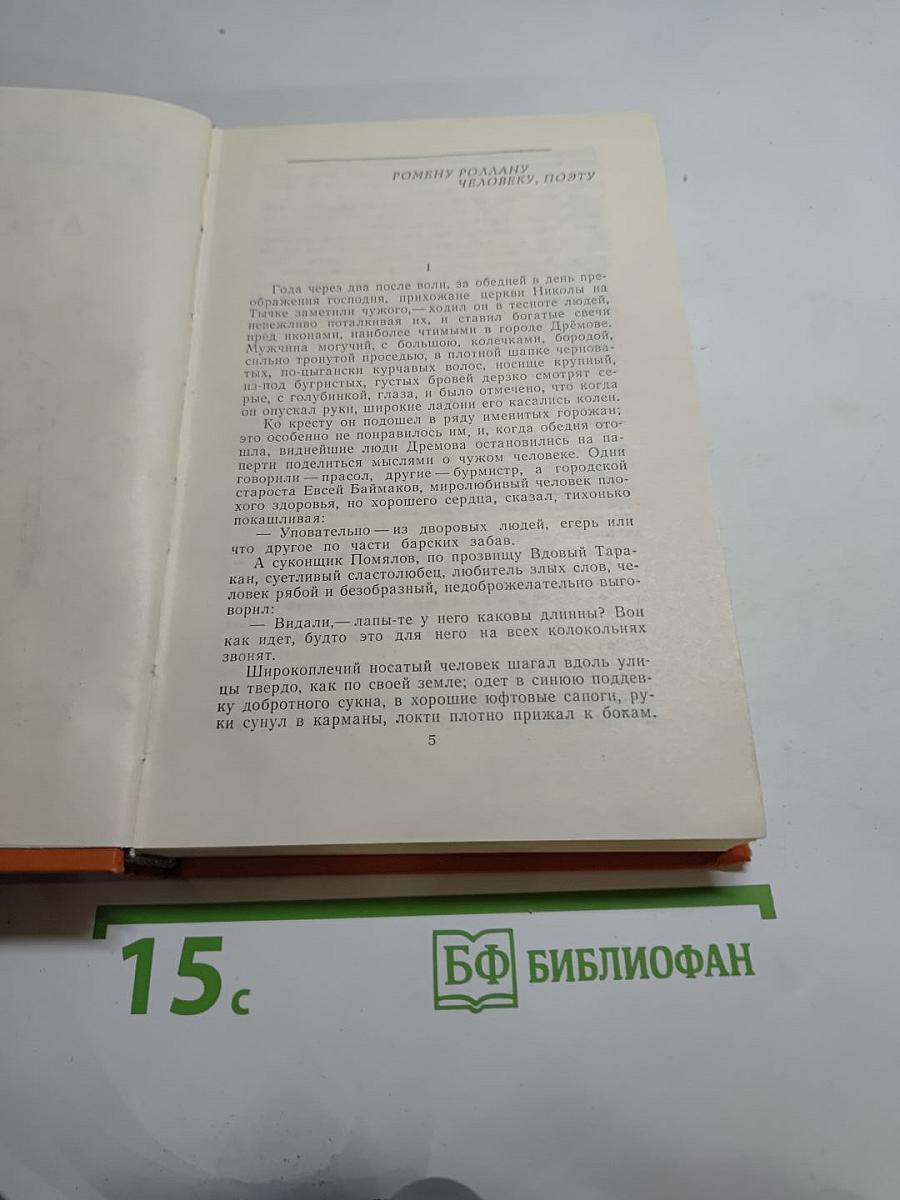 РОМЕНУ РОЛЛАНУ
ЧЕЛОВЕКУ, ПОЭТУ
I
Года через два после воли, за обедней в день пре-
ображения господня, прихожане церкви Николы на
Тычке заметили чужого,— ходил он в тесноте людей,
невежливо поталкивая их, и ставил богатые свечи
пред иконами, наиболее чтимыми в городе Дрёмове.
Мужчина могучий, с большою, колечками, бородой,
сильно тронутой проседью, в плотной шапке чернова-
тых, по-цыгански курчавых волос, носище крупный,
из-под бугристых, густых бровей дерзко смотрят се-
рые, с голубинкой, глаза, и было отмечено, что когда
он опускал руки, широкие ладони его касались колен.
Ко кресту он подошел в ряду именитых горожан;
это особенно не понравилось им, и, когда обедня ото-
шла, виднейшие люди Дремова остановились на па-
перти поделиться мыслями о чужом человеке. Одни
говорили — прасол, другие — бурмистр, а городской
староста Евсей Баймаков, миролюбивый человек пло-
хого здоровья, но хорошего сердца, сказал, тихонько
покашливая:
— Уповательно — из дворовых людей, егерь или
что другое по части барских забав.
А суконщик Помялов, по прозвищу Вдовый Тара-
кан, суетливый сластолюбец, любитель злых слов, че-
ловек рябой и безобразный, недоброжелательно выго-
ворил:
— Видали,— лапы-те у него каковы длинны? Вон
как идет, будто это для него на всех колокольнях
звонят.
Широкоплечий носатый человек шагал вдоль ули-
цы твердо, как по своей земле; одет в синюю поддев-
ку добротного сукна, в хорошие юфтовые сапоги, ру-
ки сунул в карманы, локти плотно прижал к бокам.
5
15 с
БФ БИБЛИОФАН